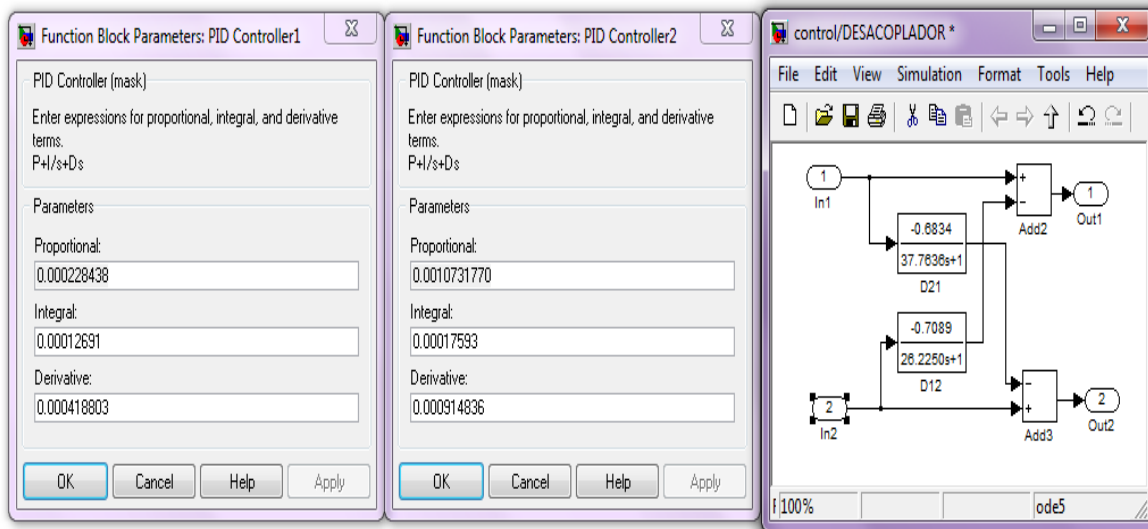 Function Block Parameters: PID Controller1
PID Controller (mask)
Enter expressions for proportional, integral, and derivative
terms.
P+I/s+Ds
Parameters
Proportional:
0.000228438
Integral:
0.00012691
Derivative:
0.000418803
OK Cancel Help Apply
Function Block Parameters: PID Controller2
PID Controller (mask)
Enter expressions for proportional, integral, and derivative
terms.
P+I/s+Ds
Parameters
Proportional:
0.0010731770
Integral:
0.00017593
Derivative:
0.000914836
OK Cancel Help Apply
control/DESACOPLADOR *
File Edit View Simulation Format Tools Help
1
In1
+
−
Add2
1
Out1
-0.6834
37.7636s+1
D21
-0.7089
26.2250s+1
D12
2
In2
−
+
Add3
2
Out2
100% ode5